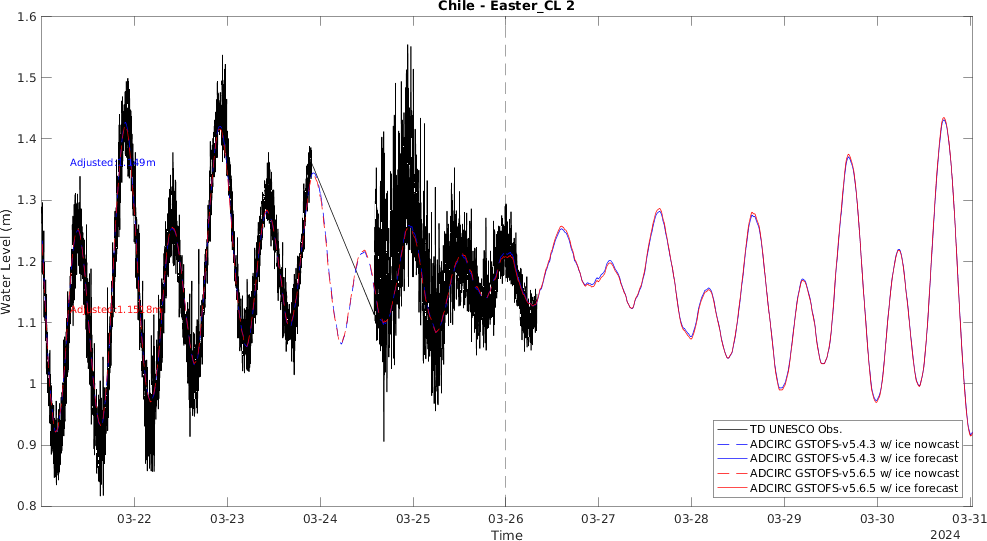 Chile - Easter_CL 2
1.6
1.5
1.4
1.3
1.2
1.1
1
0.9
0.8
Water Level (m)
Adjusted:
Adjusted:1.1518m
03-22
03-23
03-24
03-25
03-26
03-27
03-28
03-29
03-30
03-31
Time
2024
TD UNESCO Obs.
ADCIRC GSTOFS-v5.4.3 w/ ice nowcast
ADCIRC GSTOFS-v5.4.3 w/ ice forecast
ADCIRC GSTOFS-v5.6.5 w/ ice nowcast
ADCIRC GSTOFS-v5.6.5 w/ ice forecast